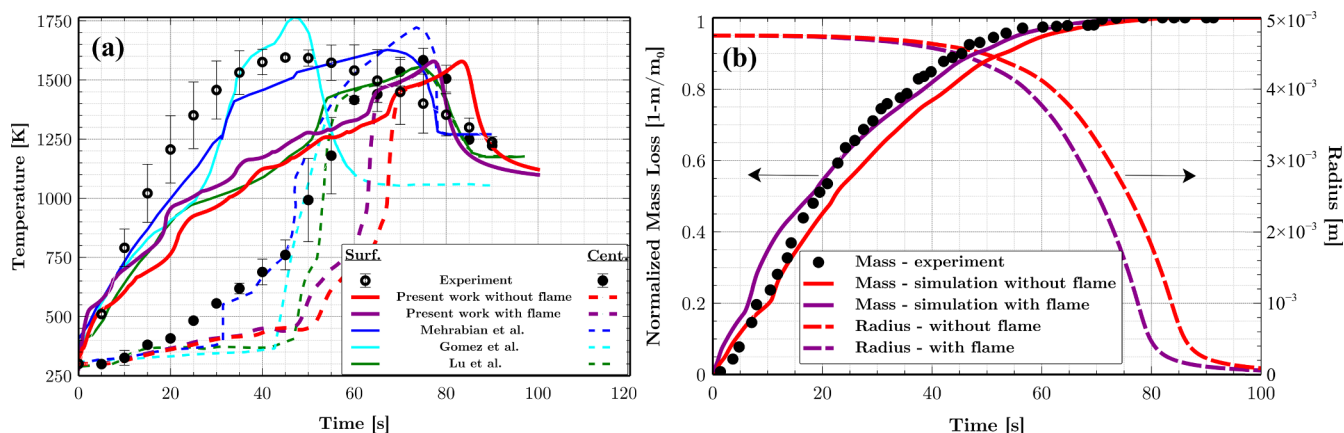 (a)
Temperature [K]
1750
1500
1250
1000
750
500
250
0
20
40
60
80
100
120
Time [s]
Surf.
Cent.
Experiment
Present work without flame
Present work with flame
Mehrabian et al.
Gomez et al.
Lu et al.
(b)
Normalized Mass Loss [1-m/m₀]
1
0.8
0.6
0.4
0.2
0
0
20
40
60
80
100
Time [s]
Radius [m]
5×10⁻³
4×10⁻³
3×10⁻³
2×10⁻³
10⁻³
0
Mass - experiment
Mass - simulation without flame
Mass - simulation with flame
Radius - without flame
Radius - with flame